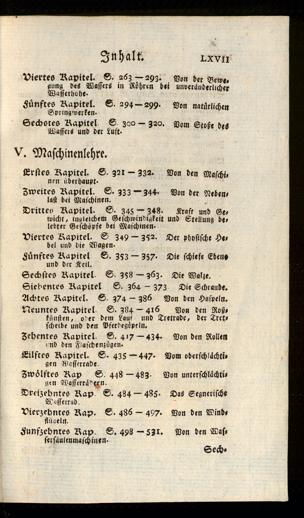 Inhalt. LXVII
Viertes Kapitel. S. 263 — 293. Von der Bewe-
gung des Wassers in Röhren bei unveränderlicher
Wasserhöhe.
Fünftes Kapitel. S. 294 — 299. Von natürlichen
Springwerken.
Sechstes Kapitel S. 300 — 320. Vom Stoße des
Wassers und der Luft.
V. Maschinenlehre.
Erstes Kapitel. S. 321 — 332. Von den Maschi-
nen überhaupt.
Zweites Kapitel. S. 333 — 344. Von der Neben-
last bei Maschinen.
Drittes Kapitel. S. 345 — 348. Kraft und Ge-
wicht, ingleichem Geschwindigkeit und Stellung be-
lebter Geschöpfe bei Maschinen.
Viertes Kapitel S 349 — 352. Der physische He-
bel und die Wagen.
Fünftes Kapitel S. 353 — 357. Die schiefe Ebene
und der Keil.
Sechstes Kapitel. S. 358 — 363. Die Walze.
Siebentes Kapitel S. 364 — 373 Die Schraube.
Achtes Kapitel. S. 374 — 386 Von den Haspeln.
Neuntes Kapitel. S. 384 — 416 Von den Roß-
künsten, oder dem Lauf und Tretrade, der Tret-
scheibe und den Pferdegöpeln.
Zehentes Kapitel. S. 417 — 434. Von den Rollen
und den Flaschenzügen.
Eilftes Kapitel. S. 435 — 447. Vom oberschlächti-
gen Wasserrade.
Zwölftes Kap S. 448 — 483. Von unterschlächti-
gen Wasserrädern.
Dreizehntes Kap. S. 484 — 485. Das Segnerische
Wasserrad.
Vierzehntes Kap. S. 486 — 497. Von den Wind-
flügeln.
Funfzehntes Kap. S. 498 — 531. Von den Was-
sersäulenmaschinen.
Sech-